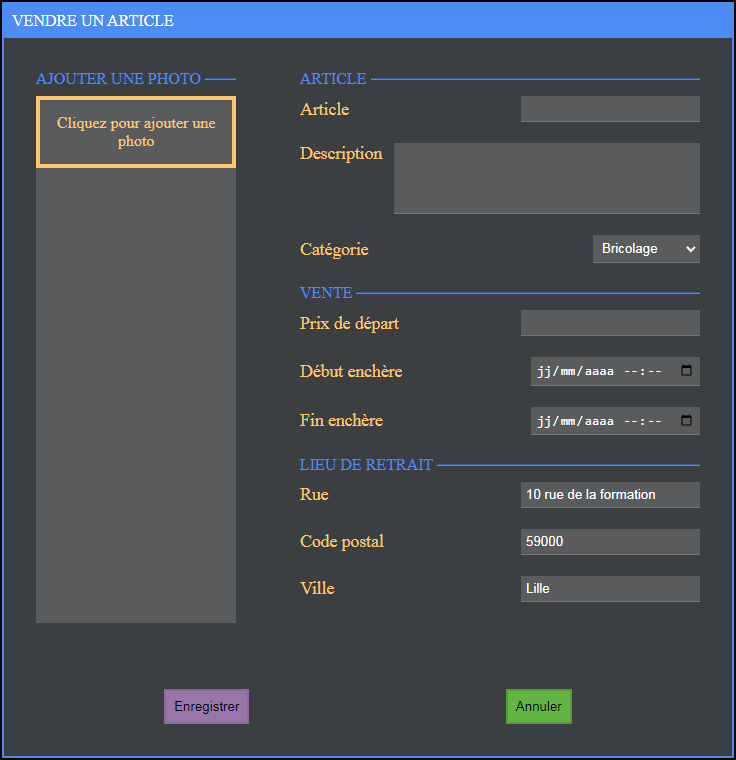 VENDRE UN ARTICLE
AJOUTER UNE PHOTO
Cliquez pour ajouter une
photo
ARTICLE
Article
Description
Catégorie
Bricolage
VENTE
Prix de départ
Début enchère
jj/mm/aaaa --:--
Fin enchère
jj/mm/aaaa --:--
LIEU DE RETRAIT
Rue
10 rue de la formation
Code postal
59000
Ville
Lille
Enregistrer
Annuler